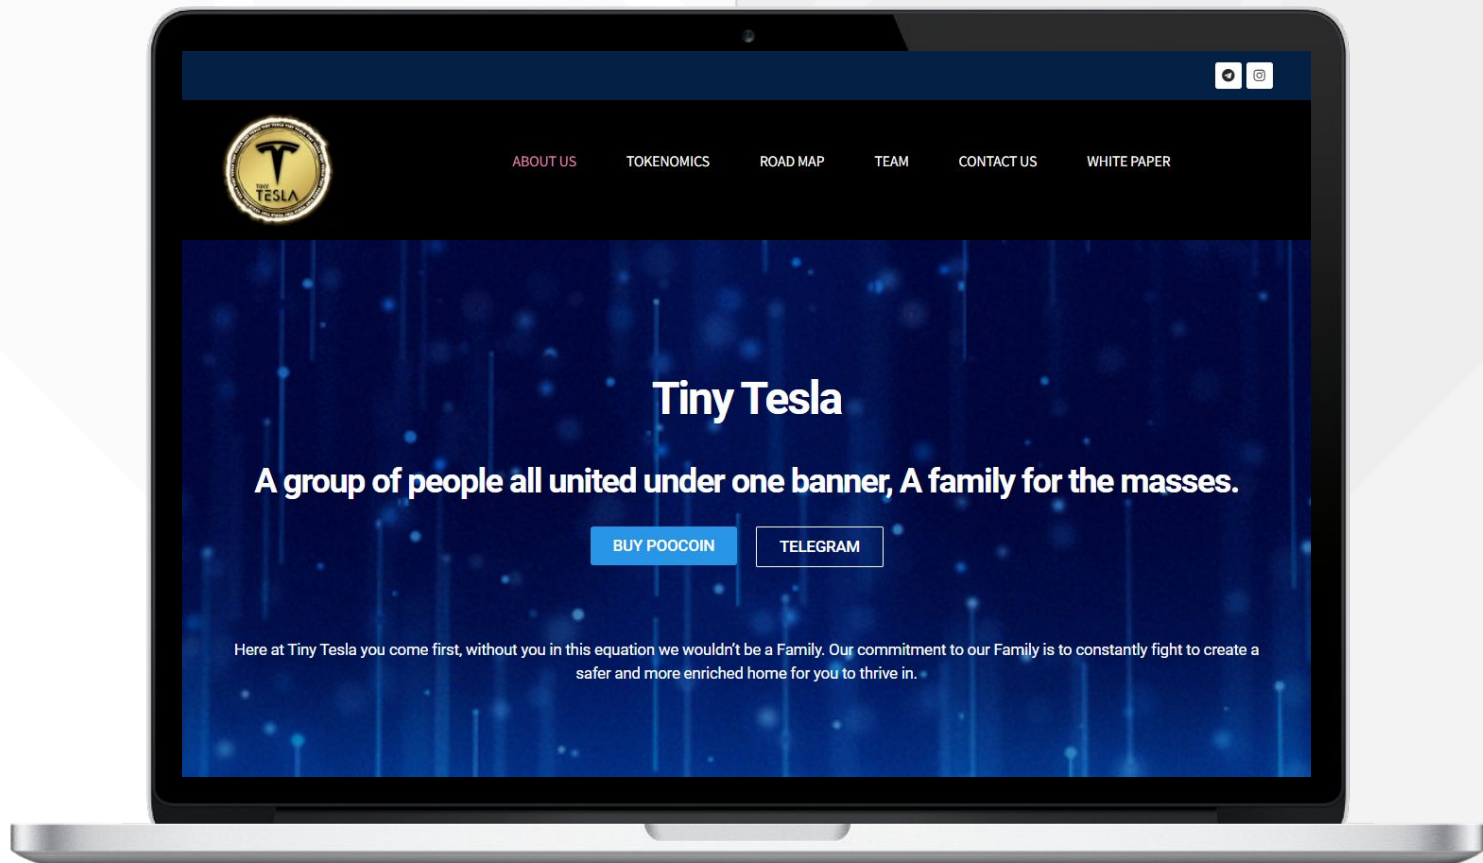 TINY
TESLA
ABOUT US
TOKENOMICS
ROAD MAP
TEAM
CONTACT US
WHITE PAPER
Tiny Tesla
A group of people all united under one banner, A family for the masses.
BUY POOCOIN
TELEGRAM
Here at Tiny Tesla you come first, without you in this equation we wouldn't be a Family. Our commitment to our Family is to constantly fight to create a
safer and more enriched home for you to thrive in.